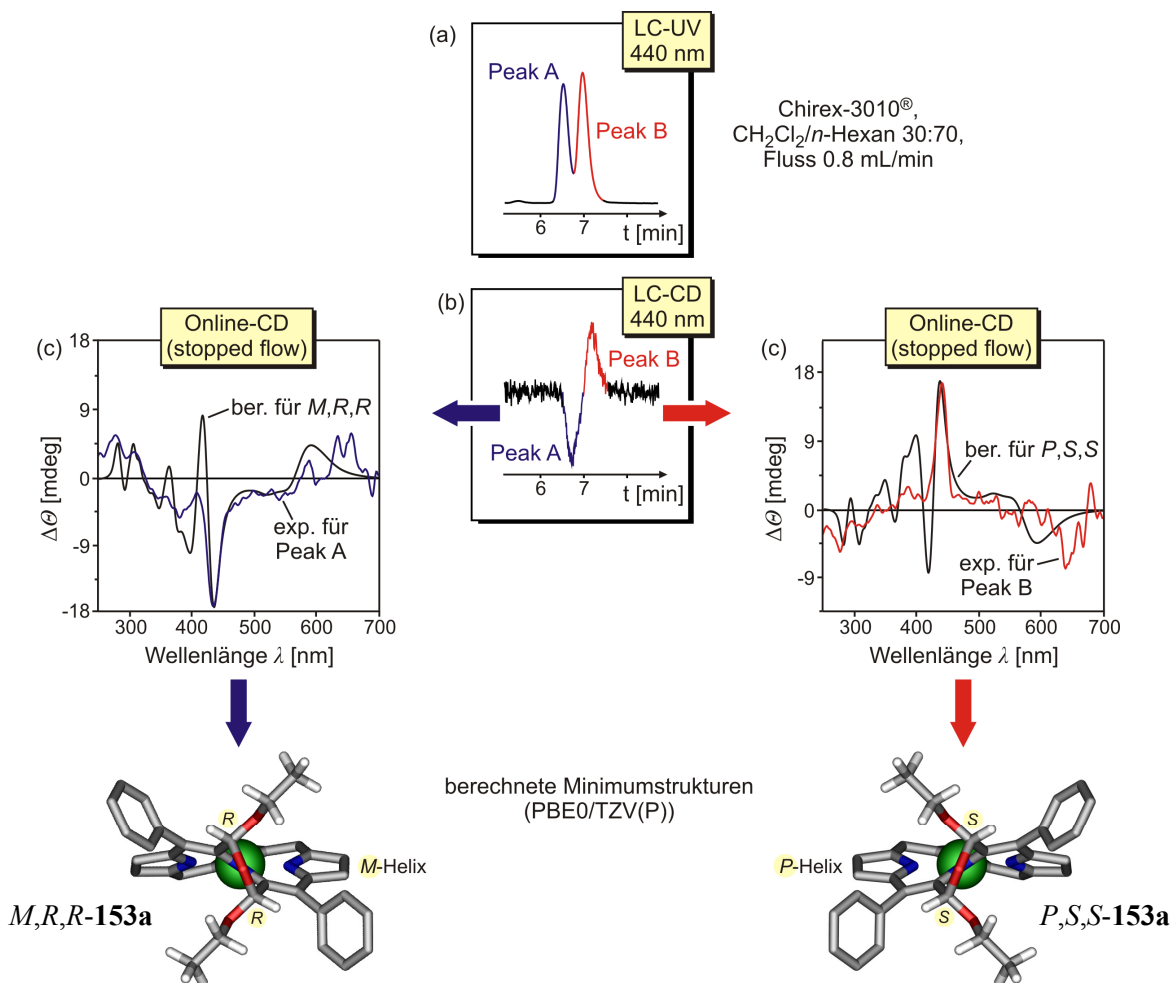 (a)
LC-UV
440 nm
Peak A
Peak B
6
7
t [min]
Chirex-3010®,
CH₂Cl₂/n-Hexan 30:70,
Fluss 0.8 mL/min
(b)
LC-CD
440 nm
Peak B
Peak A
6
7
t [min]
(c)
Online-CD
(stopped flow)
18
9
0
-9
-18
ΔΘ [mdeg]
ber. für M,R,R
exp. für
Peak A
300
400
500
600
700
Wellenlänge λ [nm]
(c)
Online-CD
(stopped flow)
18
9
0
-9
ΔΘ [mdeg]
ber. für P,S,S
exp. für
Peak B
300
400
500
600
700
Wellenlänge λ [nm]
berechnete Minimumstrukturen
(PBE0/TZV(P))
R
M-Helix
R
M,R,R-153a
S
P-Helix
S
P,S,S-153a